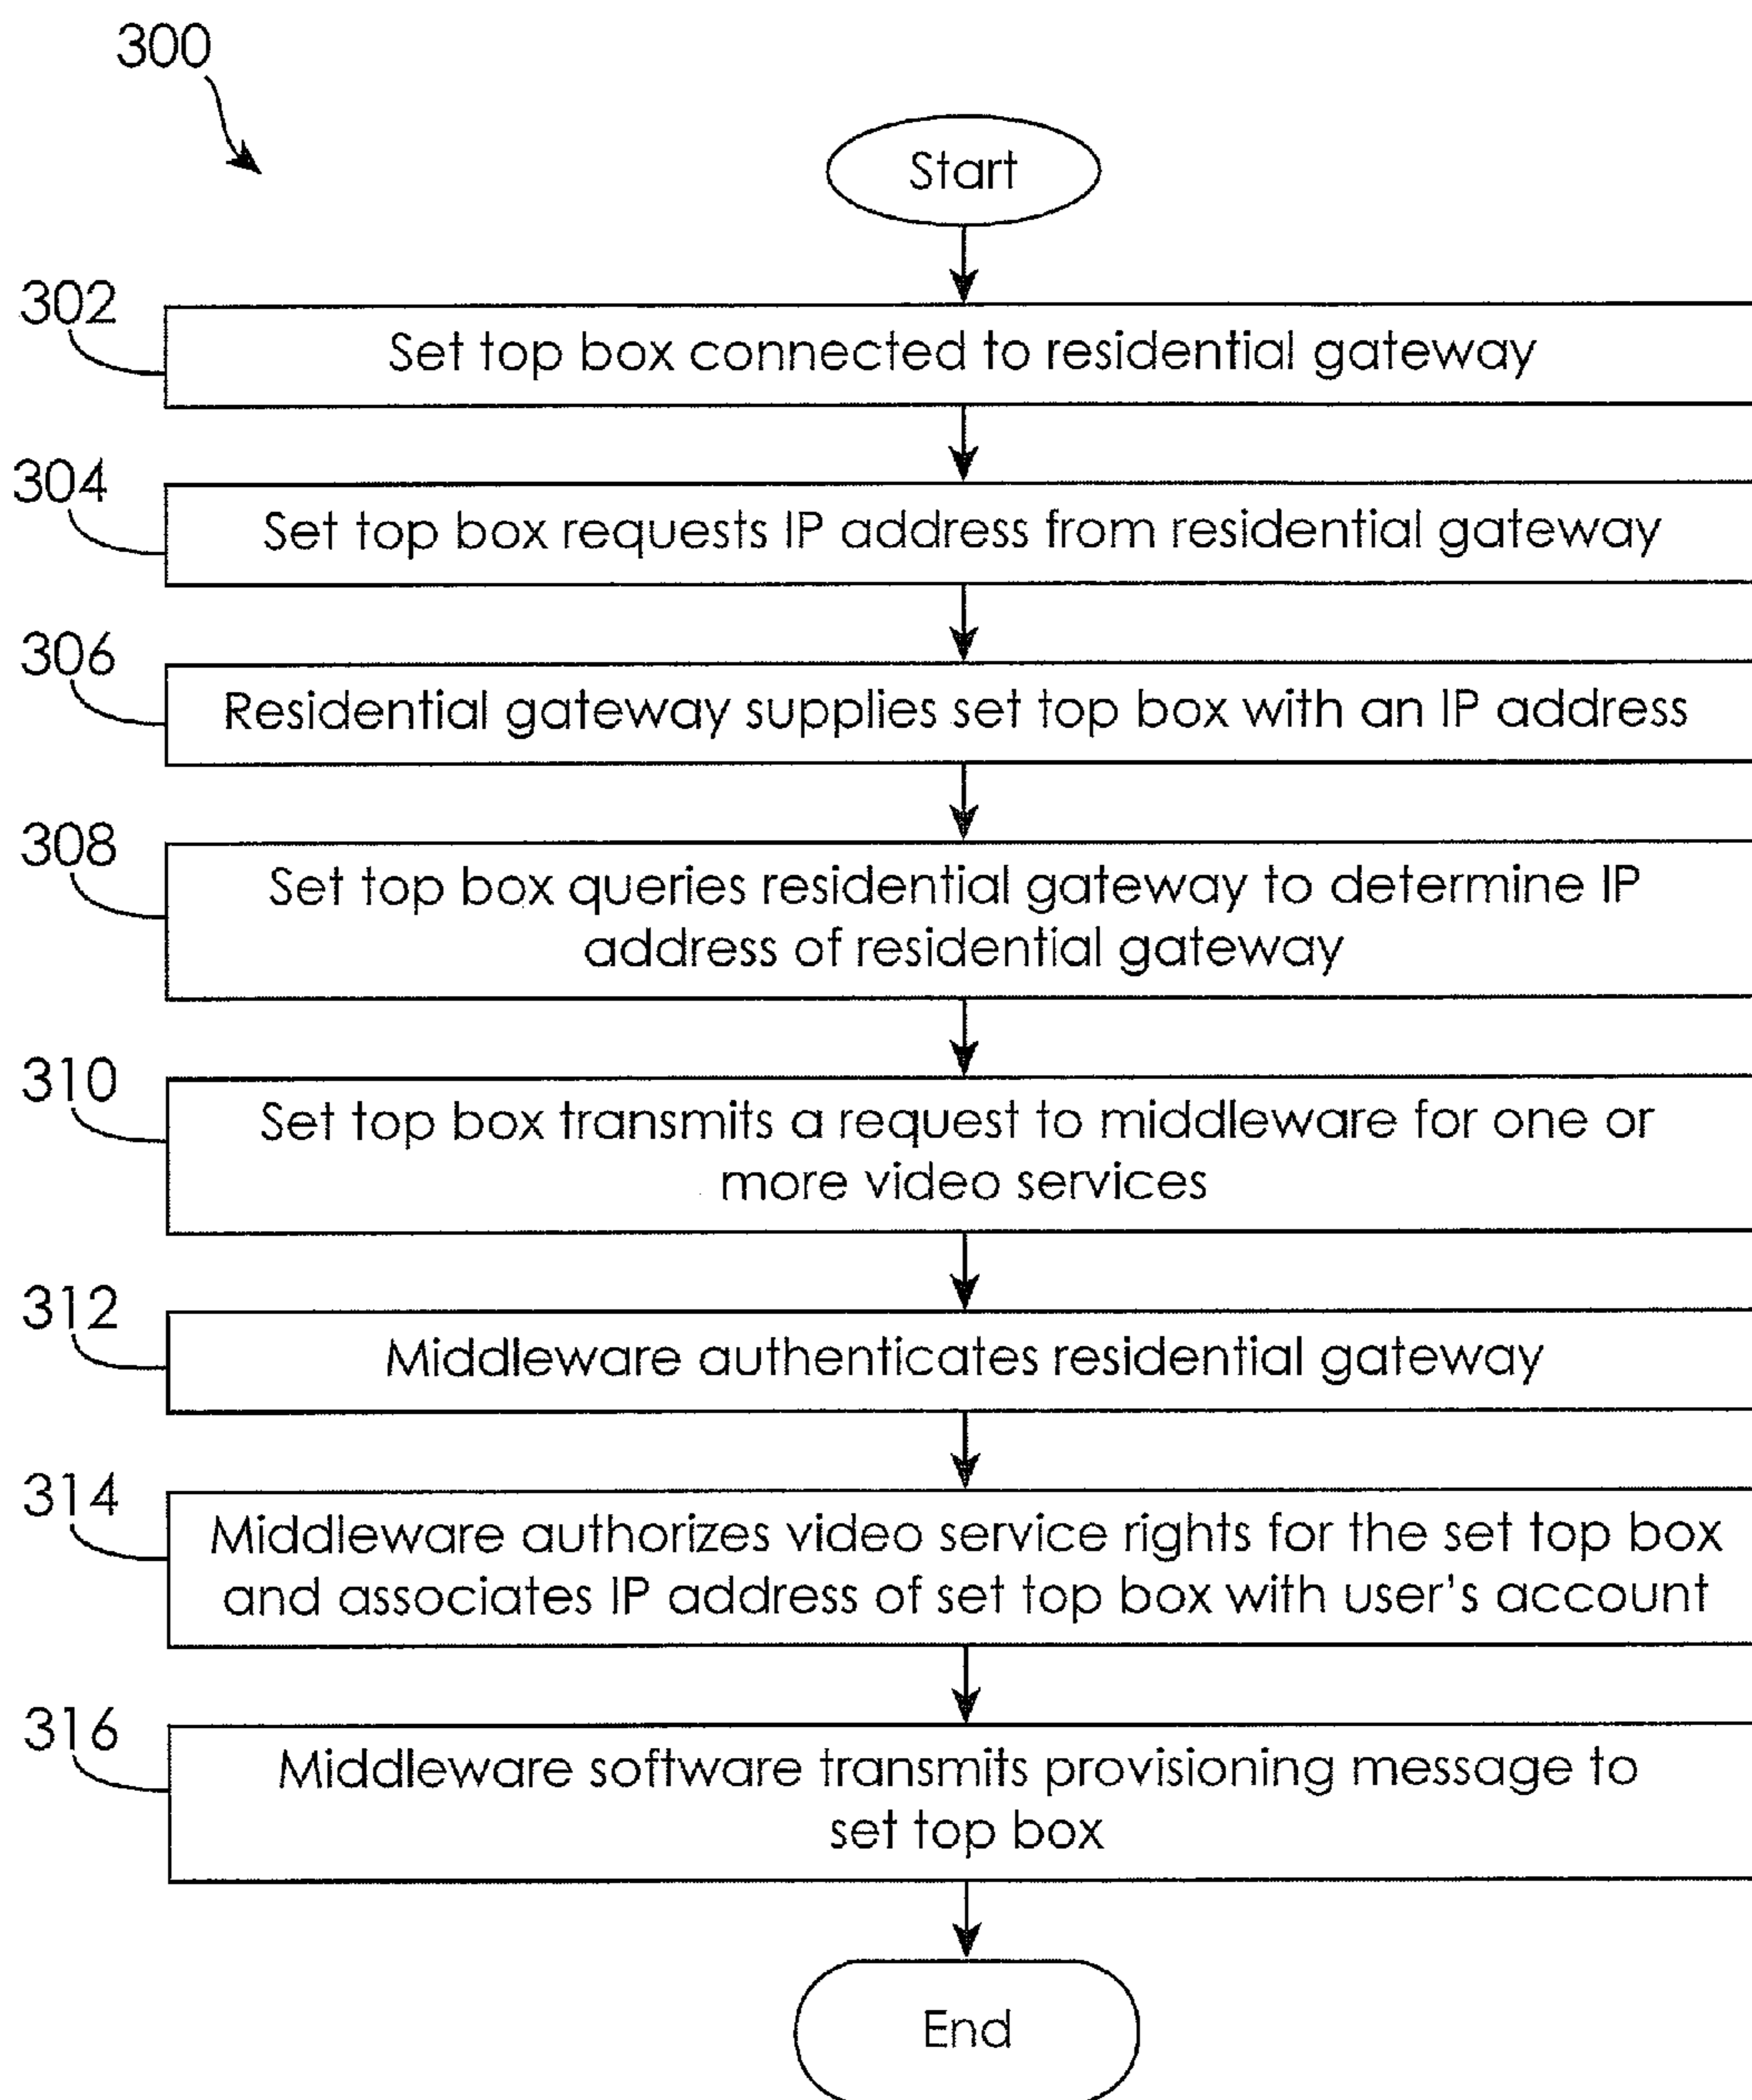 300
Start
302
Set top box connected to residential gateway
304
Set top box requests IP address from residential gateway
306
Residential gateway supplies set top box with an IP address
308
Set top box queries residential gateway to determine IP
address of residential gateway
310
Set top box transmits a request to middleware for one or
more video services
312
Middleware authenticates residential gateway
314
Middleware authorizes video service rights for the set top box
and associates IP address of set top box with user's account
316
Middleware software transmits provisioning message to
set top box
End